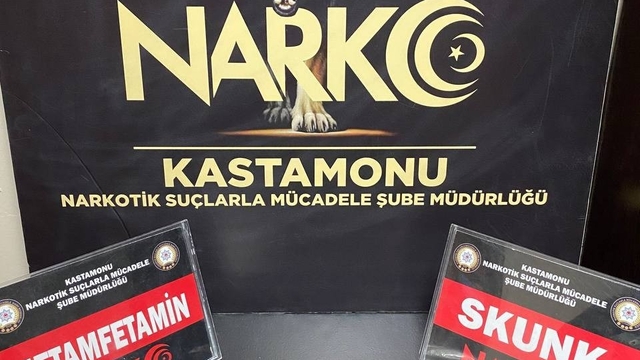 NARKO
KASTAMONU
NARKOTİK SUÇLARLA MÜCADELE ŞUBE MÜDÜRLÜĞÜ
KASTAMONU
NARKOTİK SUÇLARLA MÜCADELE
ŞUBE MÜDÜRLÜĞÜ
ETAMFETAMİN
KASTAMONU
NARKOTİK SUÇLARLA MÜCADELE
ŞUBE MÜDÜRLÜĞÜ
SKUNK